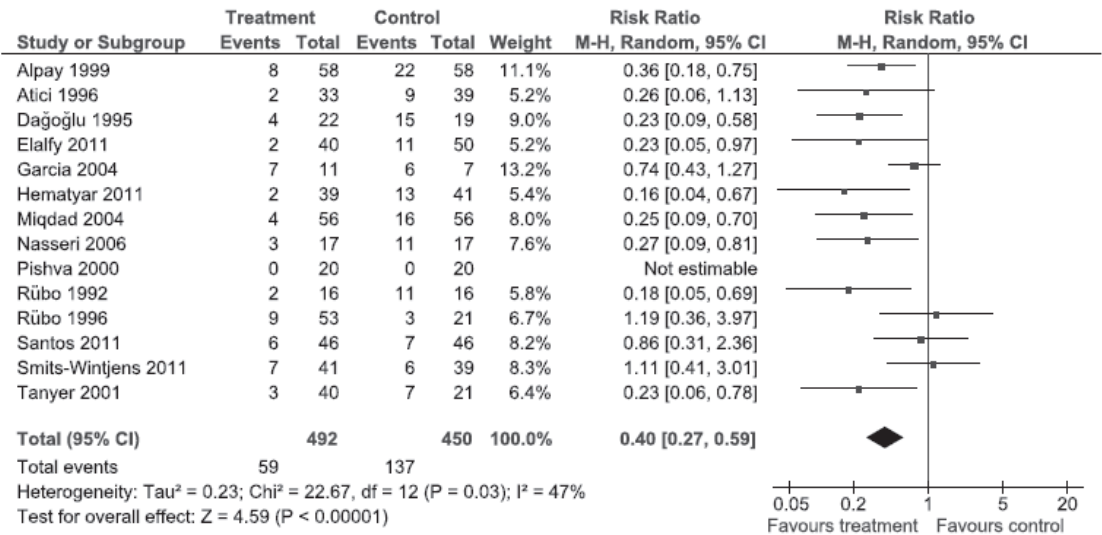 Treatment Control Risk Ratio Risk Ratio
Study or Subgroup Events Total Events Total Weight M-H, Random, 95% CI M-H, Random, 95% CI
Alpay 1999 8 58 22 58 11.1% 0.36 [0.18, 0.75]
Atici 1996 2 33 9 39 5.2% 0.26 [0.06, 1.13]
Dağoğlu 1995 4 22 15 19 9.0% 0.23 [0.09, 0.58]
Elalfy 2011 2 40 11 50 5.2% 0.23 [0.05, 0.97]
Garcia 2004 7 11 6 7 13.2% 0.74 [0.43, 1.27]
Hematyar 2011 2 39 13 41 5.4% 0.16 [0.04, 0.67]
Miqdad 2004 4 56 16 56 8.0% 0.25 [0.09, 0.70]
Nasseri 2006 3 17 11 17 7.6% 0.27 [0.09, 0.81]
Pishva 2000 0 20 0 20 Not estimable
Rübo 1992 2 16 11 16 5.8% 0.18 [0.05, 0.69]
Rübo 1996 9 53 3 21 6.7% 1.19 [0.36, 3.97]
Santos 2011 6 46 7 46 8.2% 0.86 [0.31, 2.36]
Smits-Wintjens 2011 7 41 6 39 8.3% 1.11 [0.41, 3.01]
Tanyer 2001 3 40 7 21 6.4% 0.23 [0.06, 0.78]
Total (95% CI) 492 450 100.0% 0.40 [0.27, 0.59]
Total events 59 137
Heterogeneity: Tau² = 0.23; Chi² = 22.67, df = 12 (P = 0.03); I² = 47%
Test for overall effect: Z = 4.59 (P < 0.00001)
0.05 0.2 1 5 20
Favours treatment Favours control